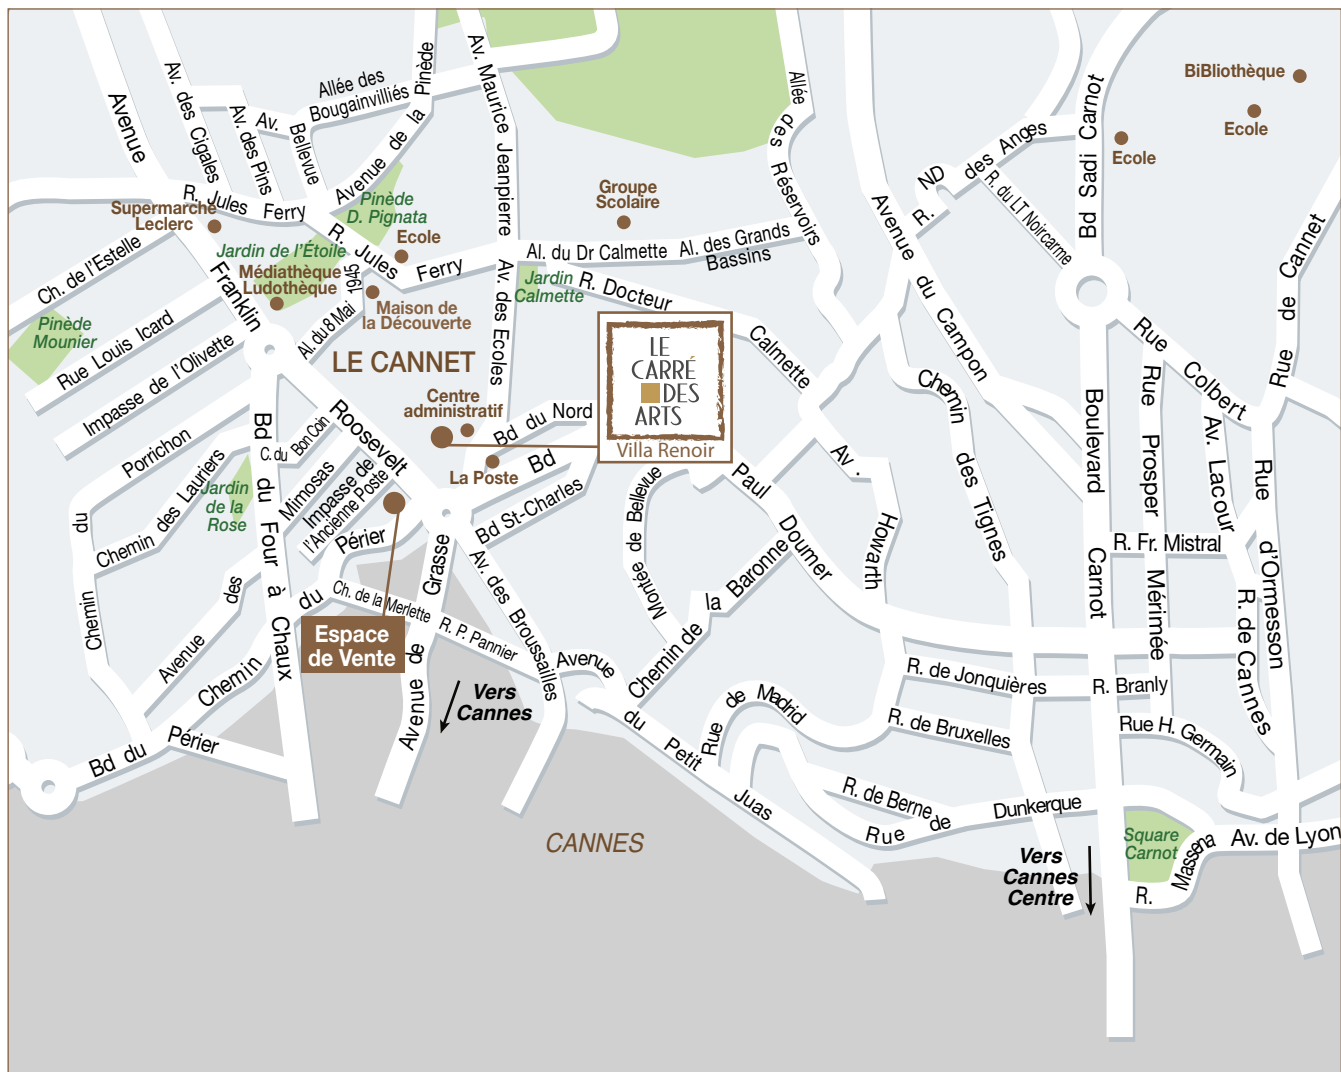 BiBliothèque
Ecole
Ecole
Av. Maurice Jeanpierre
Allée des
Bougainvilliés
Avenue de la Pinède
Av. des Cigales
Av. des Pins
Av.
Bellevue
Avenue
Franklin
Roosevelt
Allée des Réservoirs
Bd Sadi Carnot
R. ND des Anges
R. du LT Noircarme
Rue de Cannet
R. Jules Ferry
Pinède
D. Pignata
Groupe
Scolaire
Supermarché
Leclerc
Ecole
R. Jules Ferry
Al. du Dr Calmette
Al. des Grands
Bassins
Avenue du Campon
Ch. de l'Estelle
Jardin de l'Étoile
Médiathèque
Ludothèque
Al. du 8 Mai 1945
Maison de
la Découverte
Jardin
Calmette
R. Docteur Calmette
Av. des Ecoles
Pinède
Mounier
Rue Louis Icard
Impasse de l'Olivette
LE CANNET
LE
CARRÉ
DES
ARTS
Villa Renoir
Centre
administratif
Bd du Nord
La Poste
Bd
Bd St-Charles
Rue Colbert
Rue Prosper Mérimée
Av. Lacour
Boulevard Carnot
Chemin des Tignes
Av. Howarth
Paul Doumer
Montée de Bellevue
Chemin de la Baronne
Chemin du Porrichon
Chemin des Lauriers
C. du Bon Coin
Jardin
de la
Rose
Bd du Four à Chaux
Avenue des Mimosas
Impasse de
l'Ancienne Poste
Chemin du Périer
Ch. de la Merlette
R. P. Pannier
Avenue de Grasse
Av. des Broussailles
Espace
de Vente
Vers
Cannes
Bd du Périer
Avenue du Petit Juas
Rue de Madrid
R. Fr. Mistral
Rue d'Ormesson
R. de Cannes
R. de Jonquières
R. Branly
R. de Bruxelles
Rue H. Germain
R. de Berne
Rue de Dunkerque
CANNES
Vers
Cannes
Centre
Square
Carnot
R. Massena
Av. de Lyon